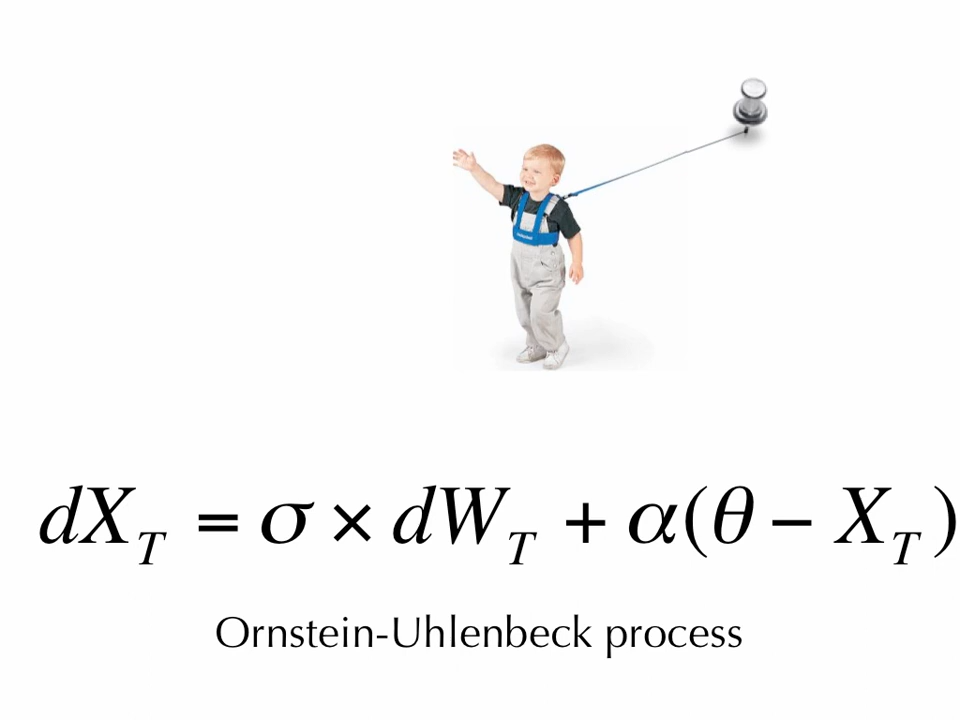 dX_T = σ × dW_T + α(θ − X_T)
Ornstein-Uhlenbeck process